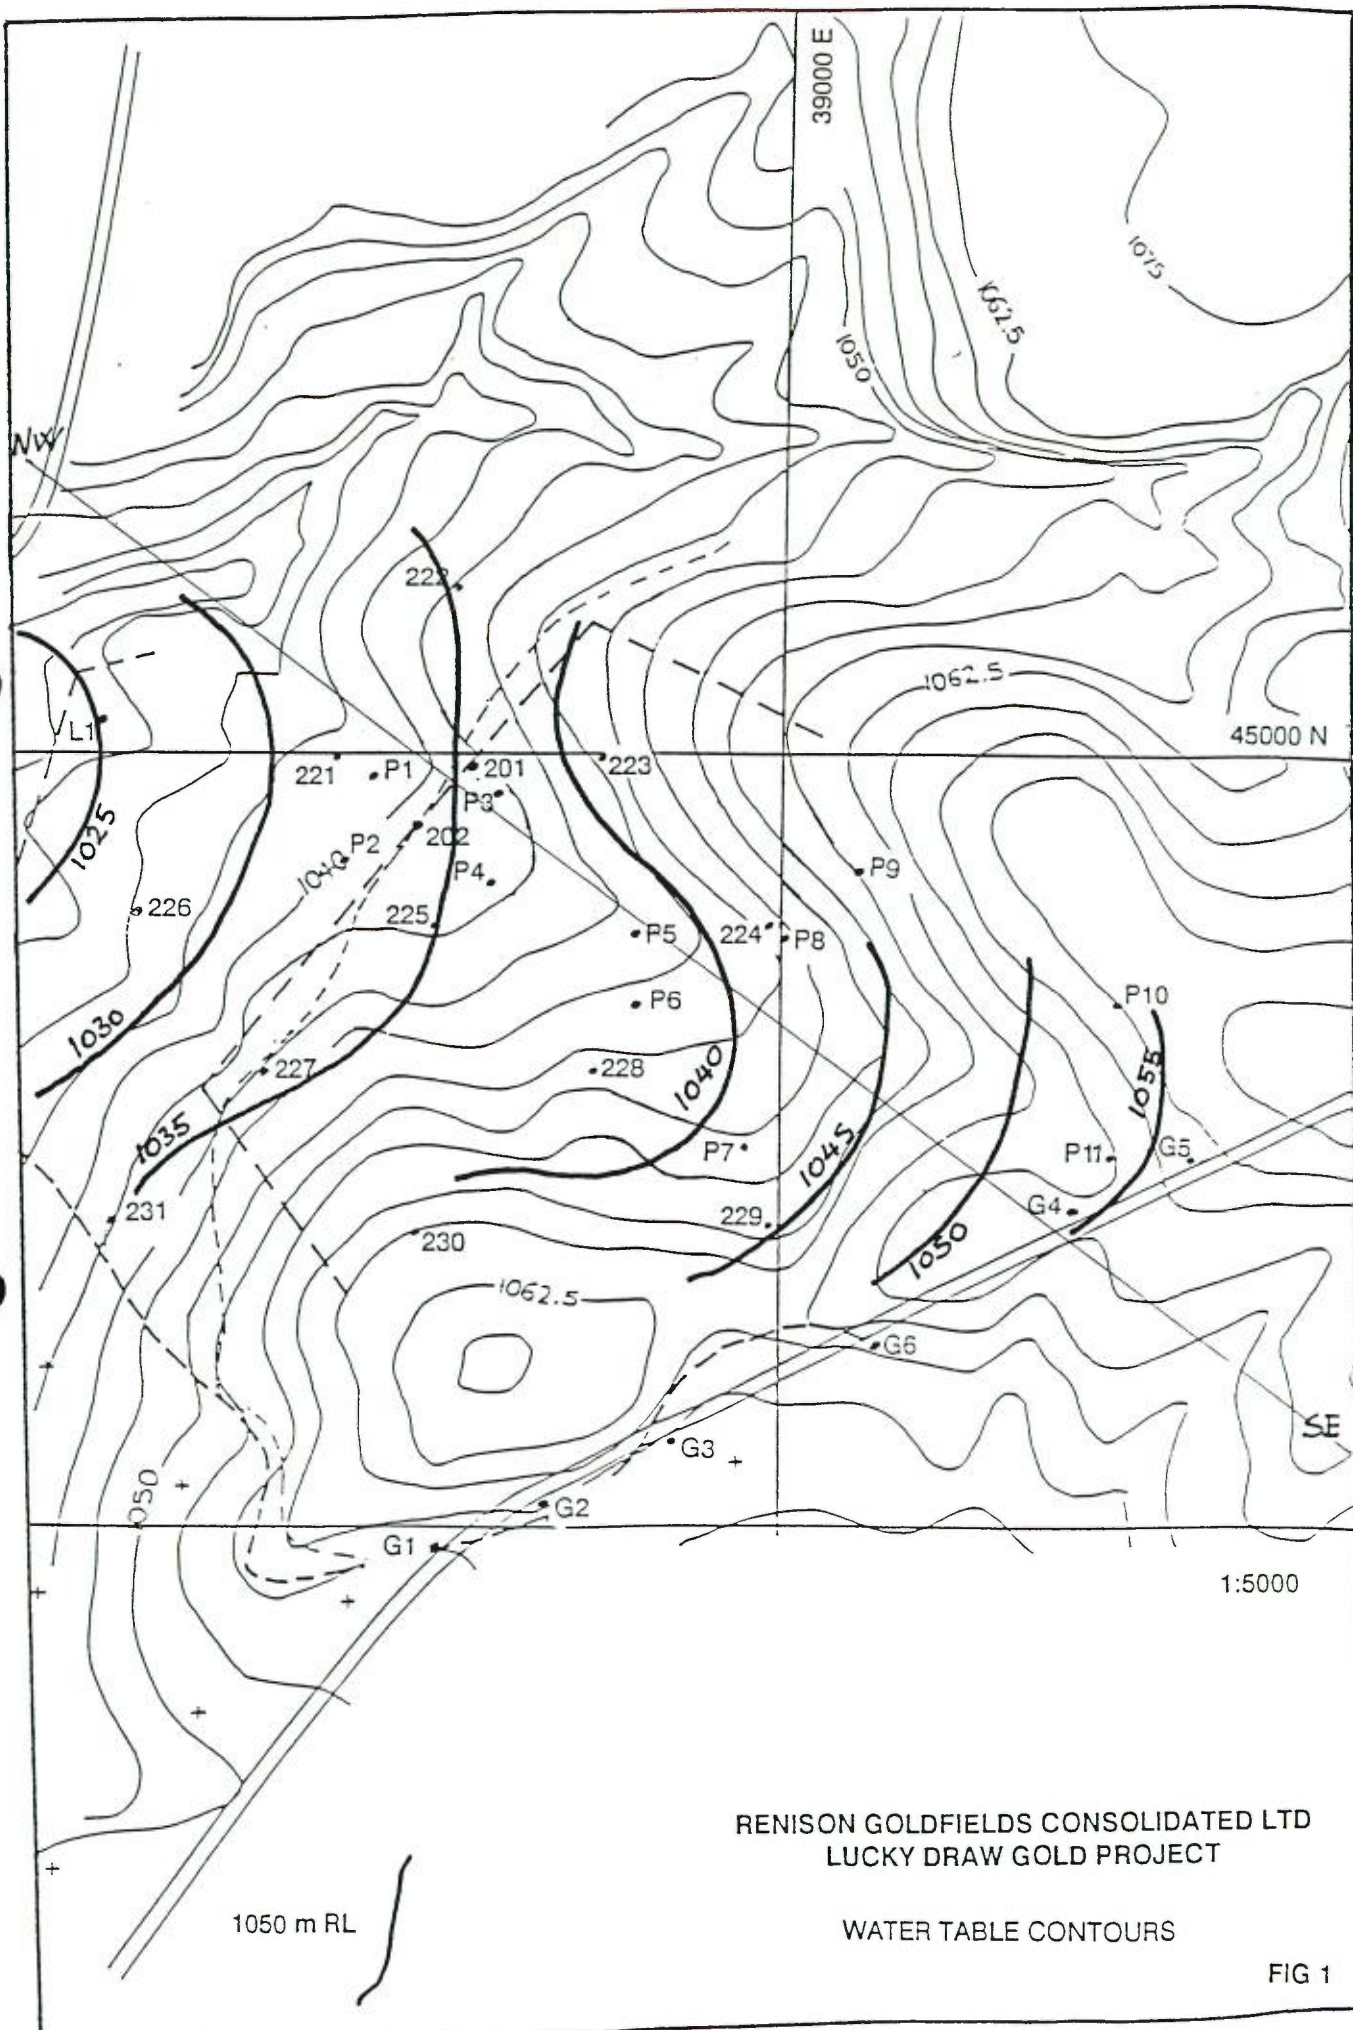 39000 E
1075
1062.5
1050
NW
222
1062.5
L1
45000 N
221
P1
201
223
P3
202
P2
1040
P4
P9
1025
226
225
P5
224
P8
P6
P10
1030
227
228
1040
1055
1035
P7
1045
P11
G5
231
230
229
G4
1050
1062.5
G6
SE
G3
1050
G2
G1
1:5000
RENISON GOLDFIELDS CONSOLIDATED LTD
LUCKY DRAW GOLD PROJECT
1050 m RL
WATER TABLE CONTOURS
FIG 1